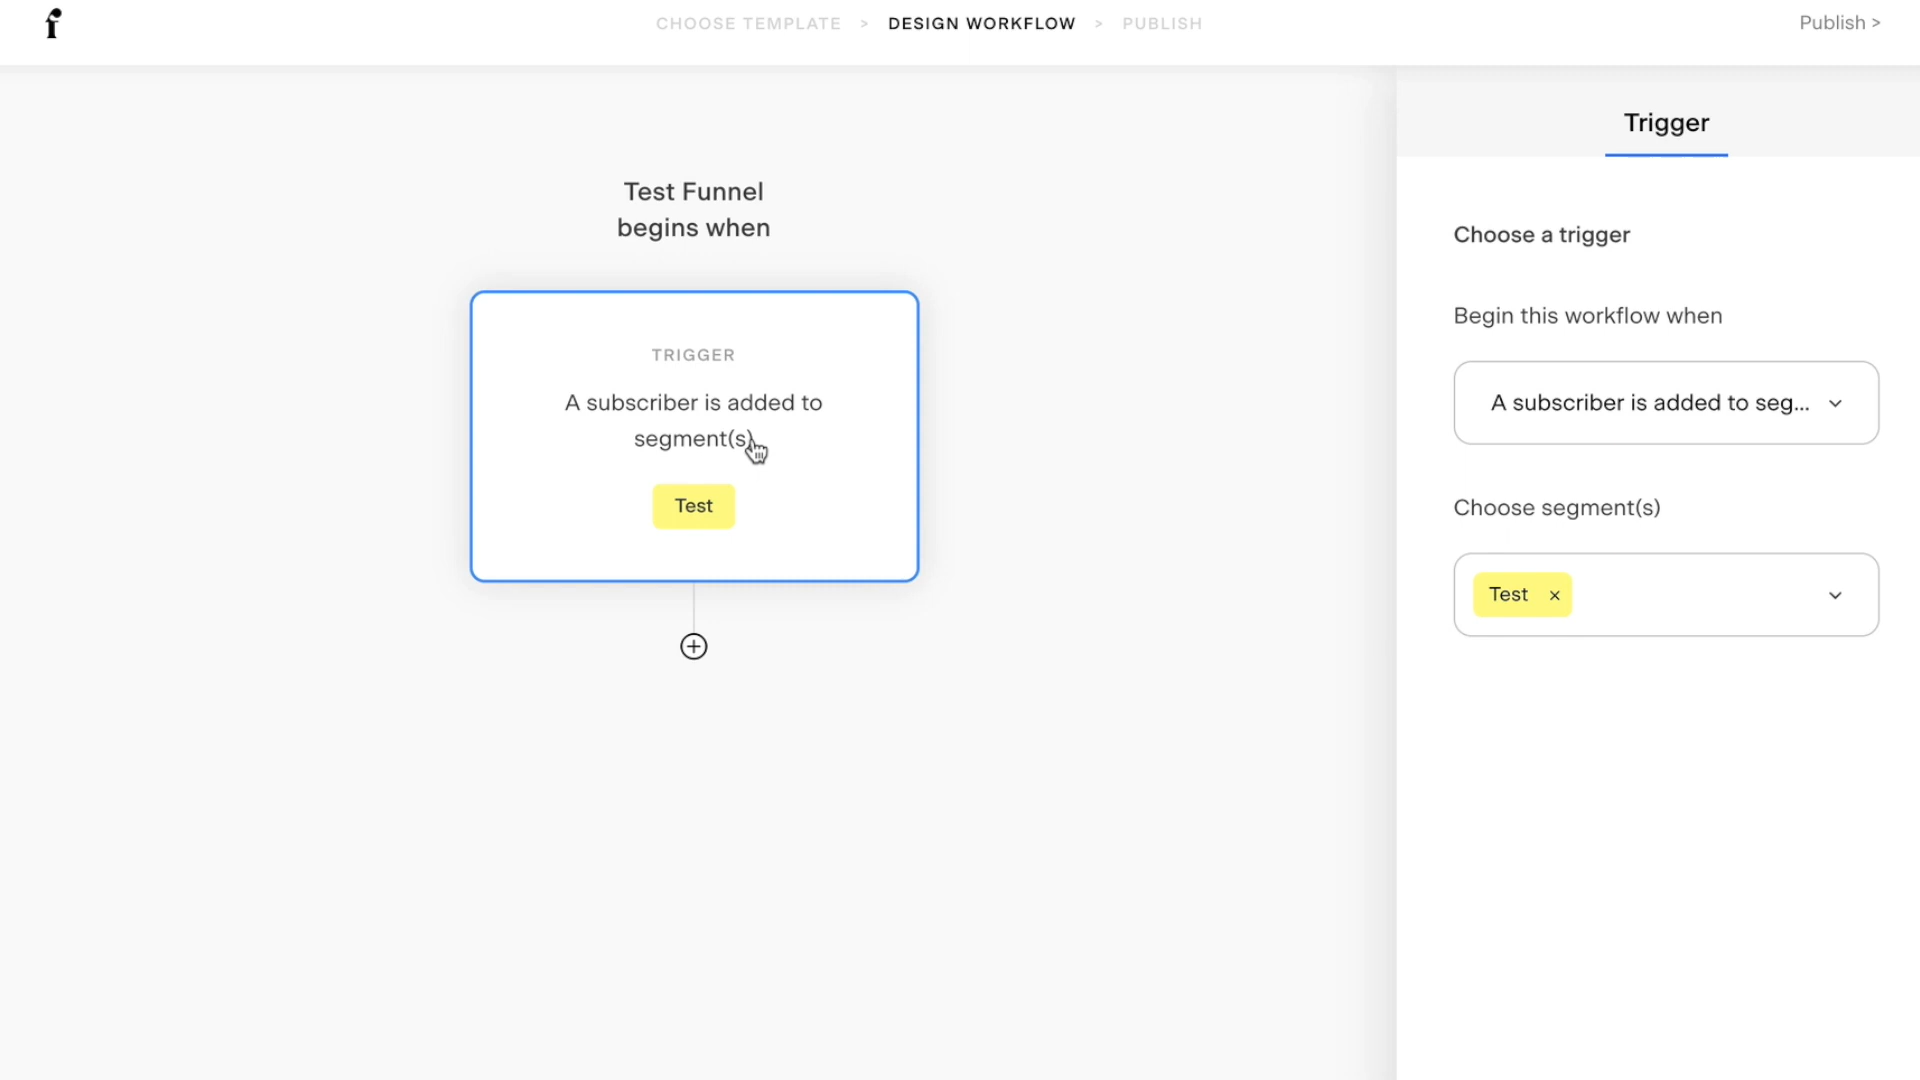 f
CHOOSE TEMPLATE > DESIGN WORKFLOW > PUBLISH
Publish >
Test Funnel
begins when
TRIGGER
A subscriber is added to
segment(s)
Test
Trigger
Choose a trigger
Begin this workflow when
A subscriber is added to seg...
Choose segment(s)
Test ×